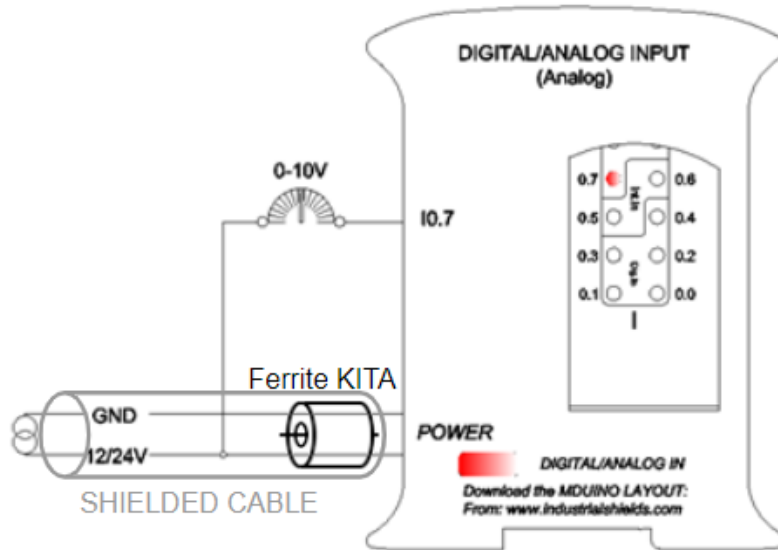 DIGITAL/ANALOG INPUT
(Analog)
0-10V
I0.7
0.7 0.6
0.5 0.4
0.3 0.2
0.1 0.0
I
Ferrite KITA
GND
12/24V
SHIELDED CABLE
POWER
DIGITAL/ANALOG IN
Download the MDUINO LAYOUT:
From: www.industrialshields.com